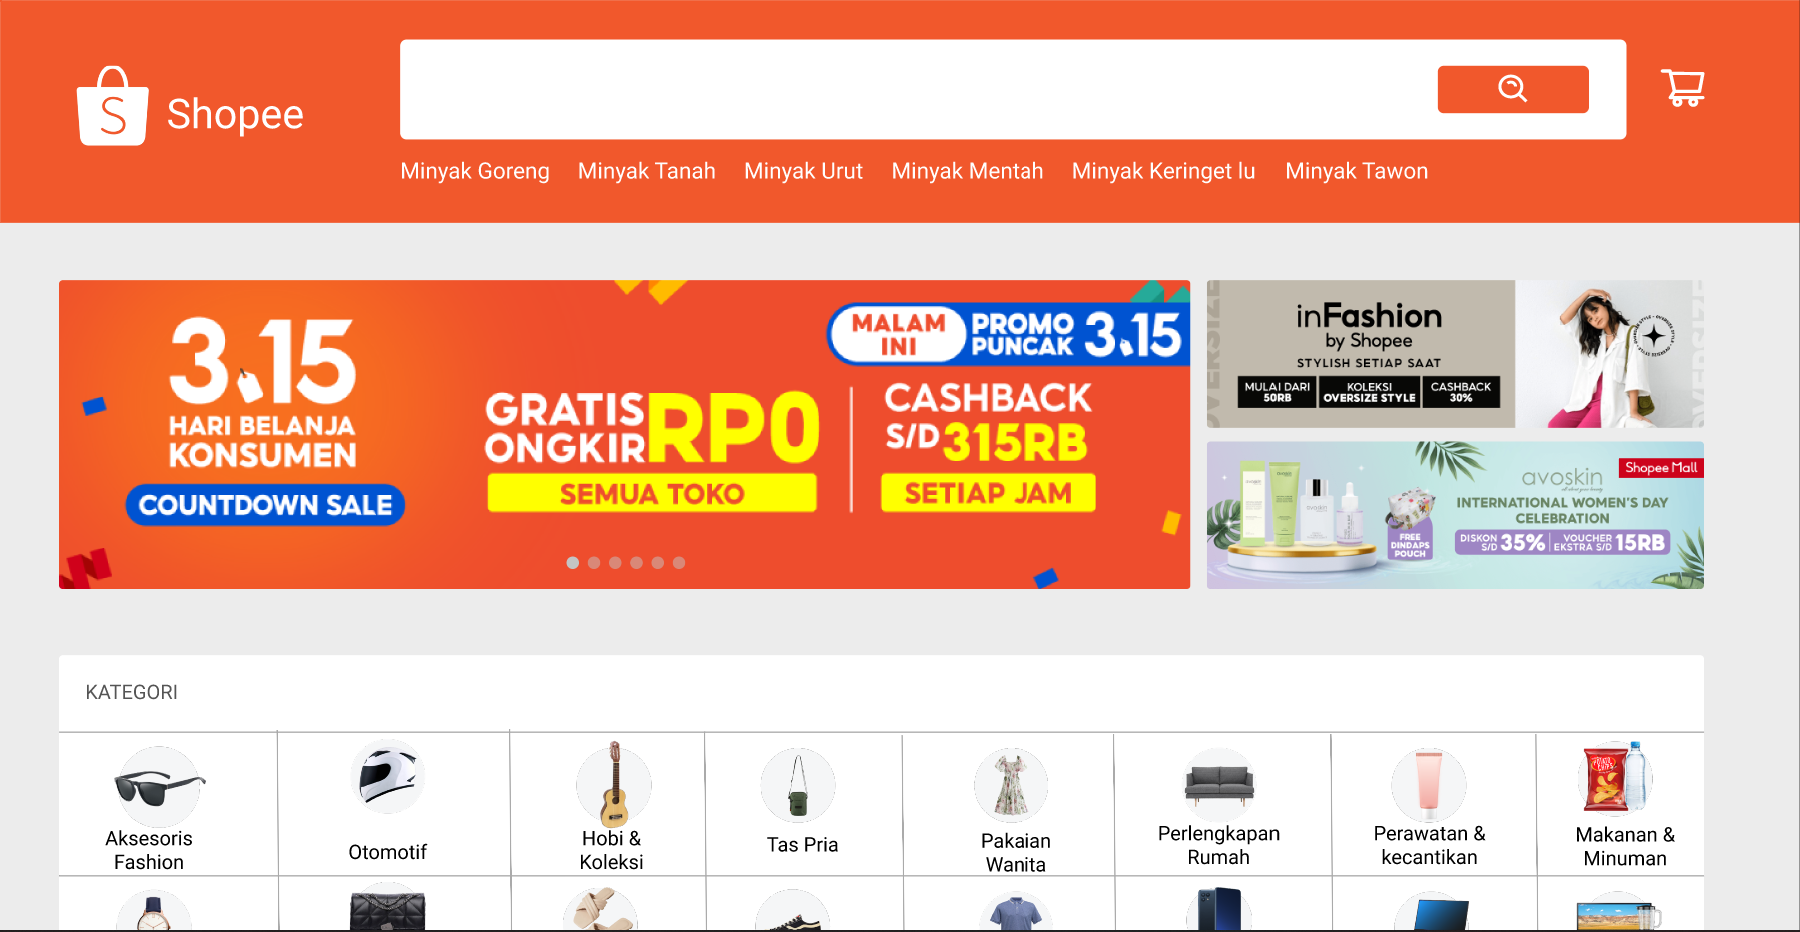 S Shopee
Minyak Goreng Minyak Tanah Minyak Urut Minyak Mentah Minyak Keringet lu Minyak Tawon
3.15
HARI BELANJA
KONSUMEN
COUNTDOWN SALE
MALAM
INI
PROMO
PUNCAK
3.15
GRATIS
ONGKIR
RP0
SEMUA TOKO
CASHBACK
S/D 315RB
SETIAP JAM
inFashion
by Shopee
STYLISH SETIAP SAAT
MULAI DARI
50RB
KOLEKSI
OVERSIZE STYLE
CASHBACK
30%
Shopee Mall
avoskin
INTERNATIONAL WOMEN'S DAY
CELEBRATION
FREE
DINDAPS
POUCH
DISKON
S/D 35%
VOUCHER
EKSTRA S/D 15RB
KATEGORI
Aksesoris
Fashion
Otomotif
Hobi &
Koleksi
Tas Pria
Pakaian
Wanita
Perlengkapan
Rumah
Perawatan &
kecantikan
Makanan &
Minuman